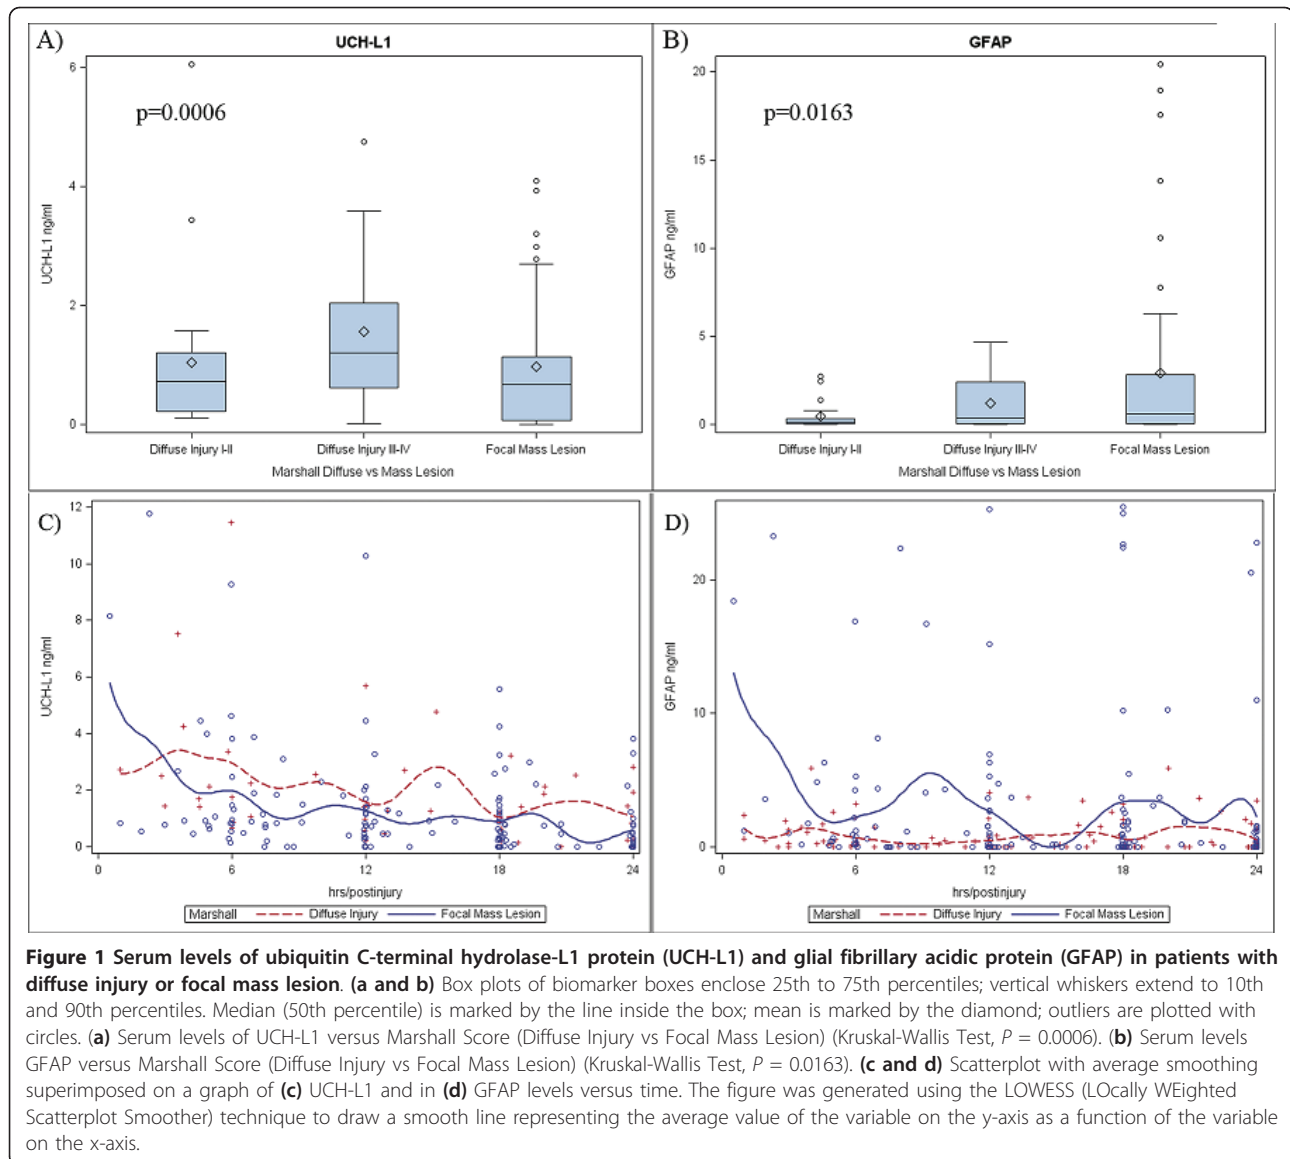 A)
UCH-L1
p=0.0006
UCH-L1 ng/ml
6
4
2
0
Diffuse Injury I-II
Diffuse Injury III-IV
Focal Mass Lesion
Marshall Diffuse vs Mass Lesion
B)
GFAP
p=0.0163
GFAP ng/ml
20
15
10
5
0
Diffuse Injury I-II
Diffuse Injury III-IV
Focal Mass Lesion
Marshall Diffuse vs Mass Lesion
C)
UCH-L1 ng/ml
12
10
8
6
4
2
0
0
6
12
18
24
hrs/postinjury
Marshall
Diffuse Injury
Focal Mass Lesion
D)
GFAP ng/ml
20
10
0
0
6
12
18
24
hrs/postinjury
Marshall
Diffuse Injury
Focal Mass Lesion
Figure 1 Serum levels of ubiquitin C-terminal hydrolase-L1 protein (UCH-L1) and glial fibrillary acidic protein (GFAP) in patients with
diffuse injury or focal mass lesion. (a and b) Box plots of biomarker boxes enclose 25th to 75th percentiles; vertical whiskers extend to 10th
and 90th percentiles. Median (50th percentile) is marked by the line inside the box; mean is marked by the diamond; outliers are plotted with
circles. (a) Serum levels of UCH-L1 versus Marshall Score (Diffuse Injury vs Focal Mass Lesion) (Kruskal-Wallis Test, P = 0.0006). (b) Serum levels
GFAP versus Marshall Score (Diffuse Injury vs Focal Mass Lesion) (Kruskal-Wallis Test, P = 0.0163). (c and d) Scatterplot with average smoothing
superimposed on a graph of (c) UCH-L1 and in (d) GFAP levels versus time. The figure was generated using the LOWESS (LOcally WEighted
Scatterplot Smoother) technique to draw a smooth line representing the average value of the variable on the y-axis as a function of the variable
on the x-axis.